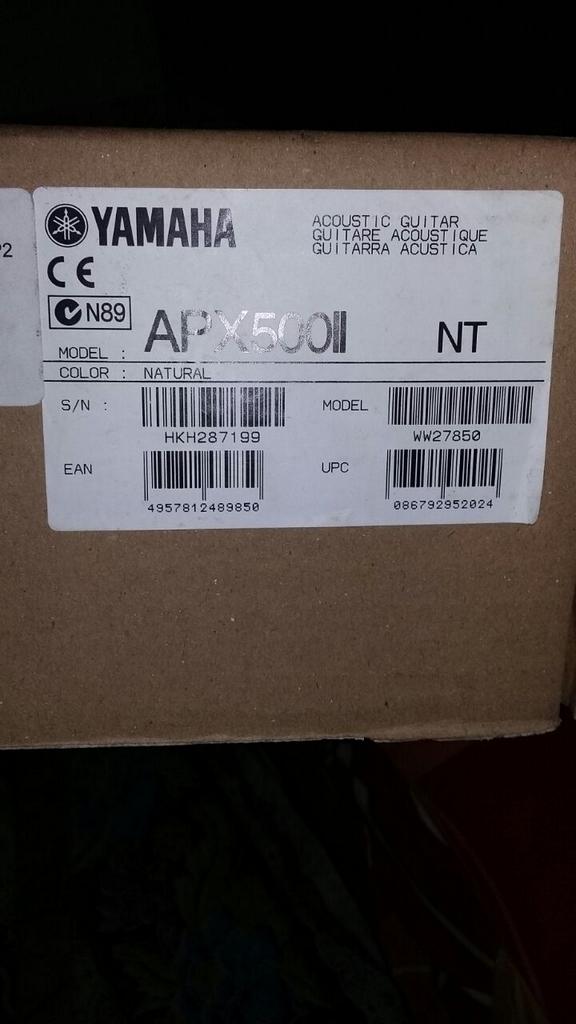 YAMAHA
ACOUSTIC GUITAR
GUITARE ACOUSTIQUE
GUITARRA ACUSTICA
CE
N89
MODEL : APX500II NT
COLOR : NATURAL
S/N : HKH287199
MODEL WW27850
EAN 4957812489850
UPC 086792952024